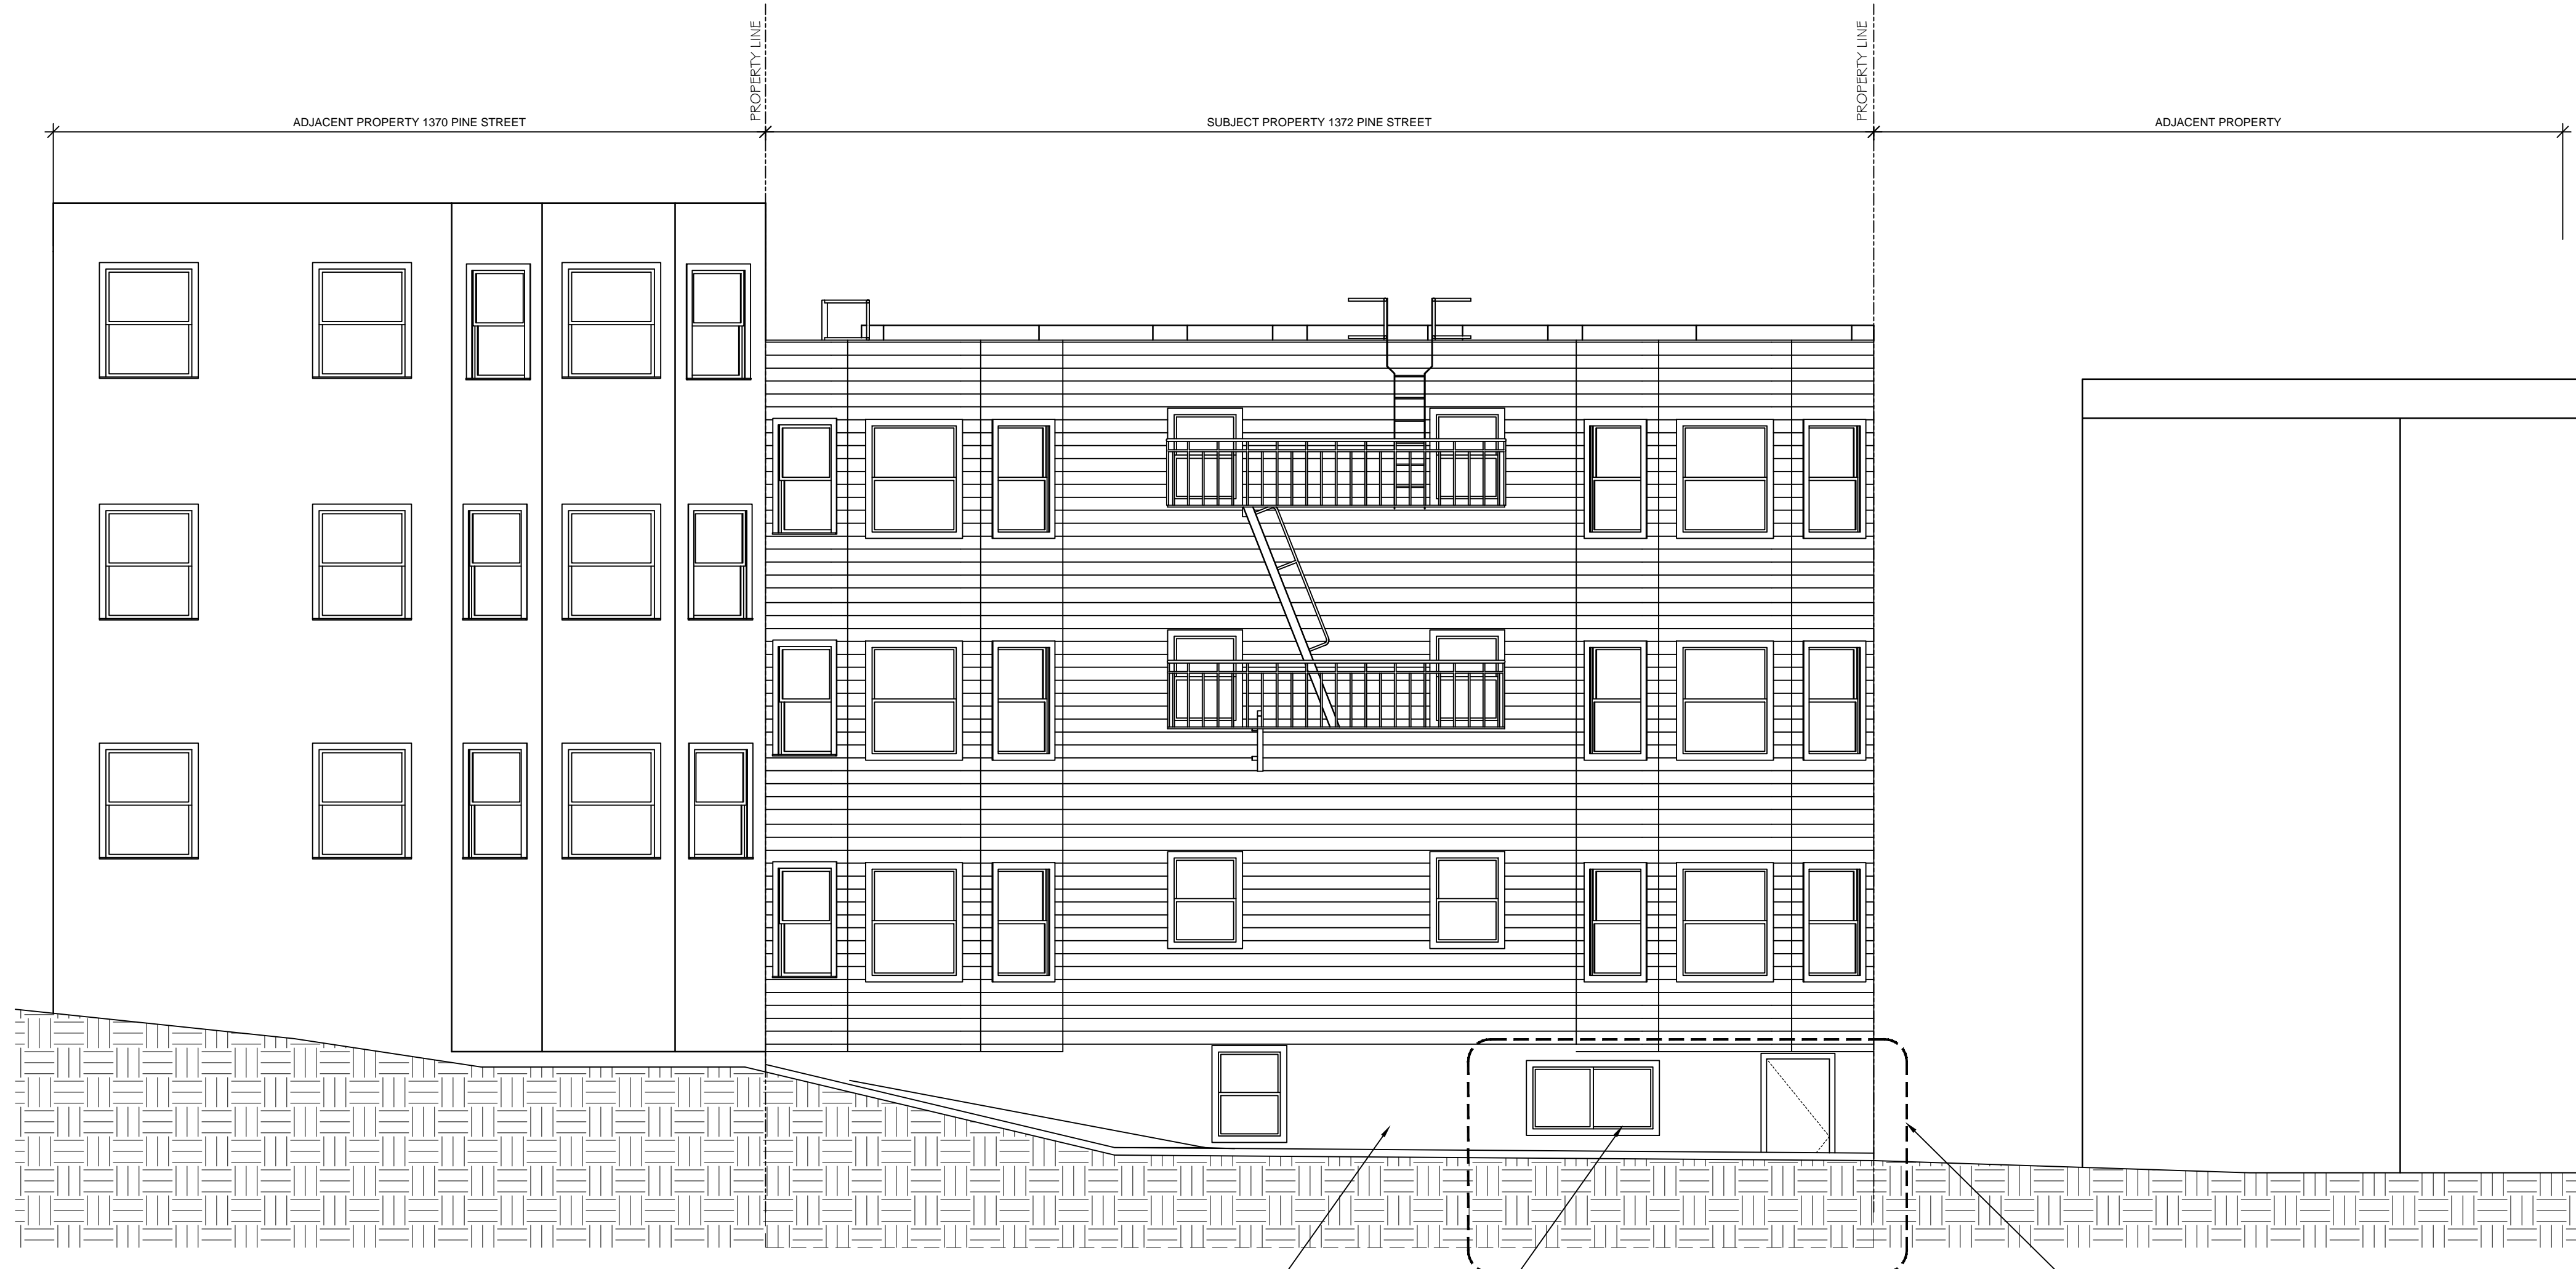 PROPERTY LINE
PROPERTY LINE
ADJACENT PROPERTY 1370 PINE STREET
SUBJECT PROPERTY 1372 PINE STREET
ADJACENT PROPERTY